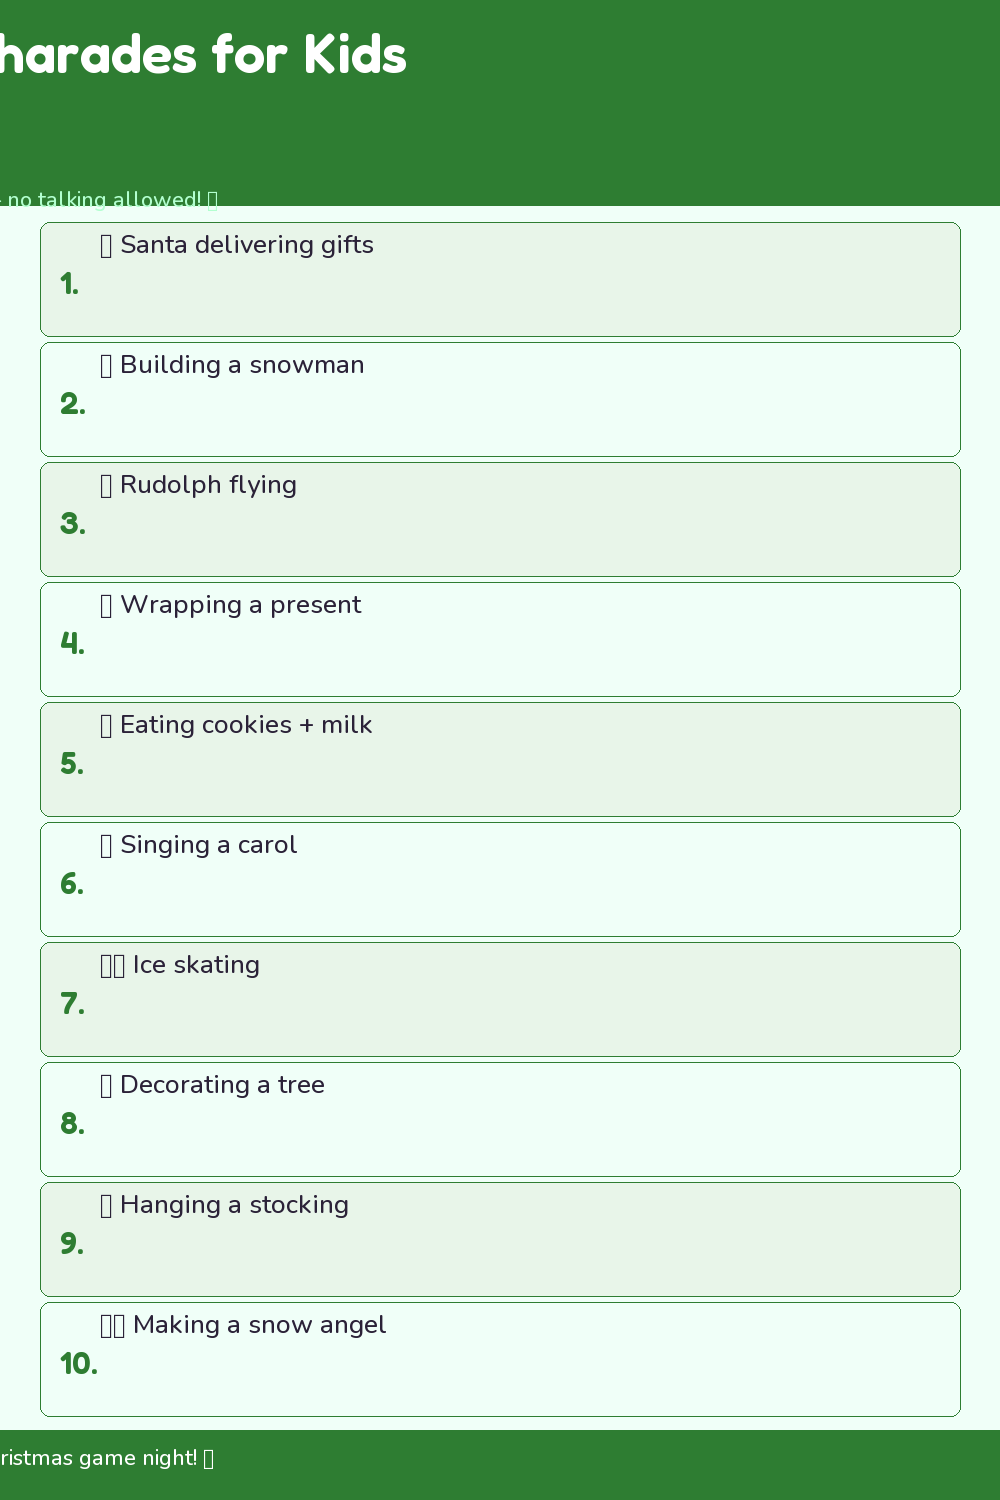 harades for Kids
no talking allowed!
Santa delivering gifts
1.
Building a snowman
2.
Rudolph flying
3.
Wrapping a present
4.
Eating cookies + milk
5.
Singing a carol
6.
Ice skating
7.
Decorating a tree
8.
Hanging a stocking
9.
Making a snow angel
10.
ristmas game night!